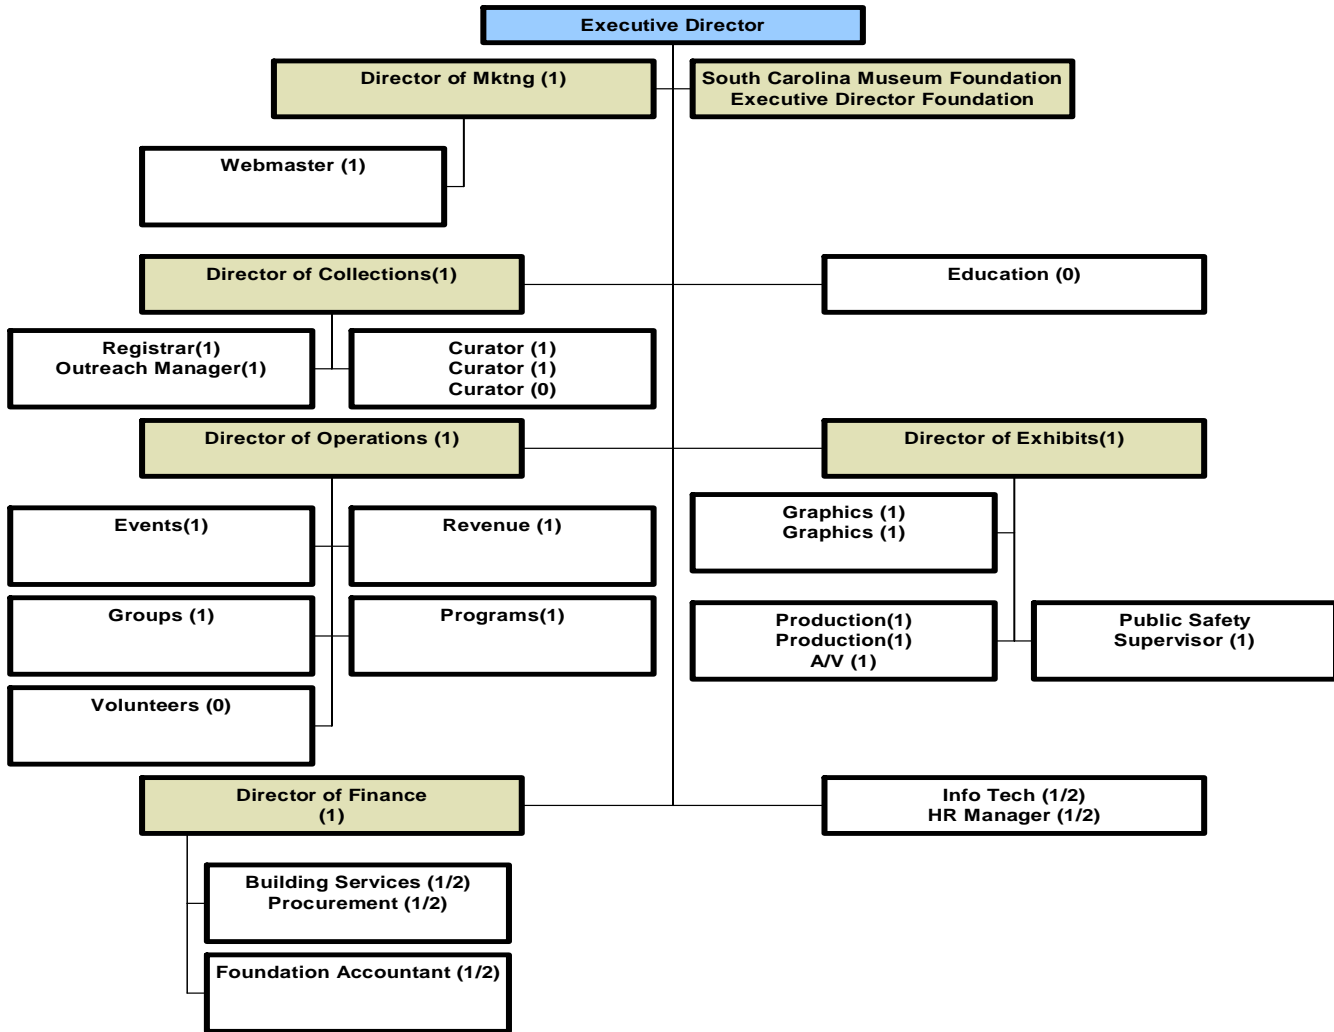 Executive Director
Director of Mktng (1)
South Carolina Museum Foundation
Executive Director Foundation
Webmaster (1)
Director of Collections(1)
Education (0)
Registrar(1)
Outreach Manager(1)
Curator (1)
Curator (1)
Curator (0)
Director of Operations (1)
Director of Exhibits(1)
Events(1)
Revenue (1)
Graphics (1)
Graphics (1)
Groups (1)
Programs(1)
Production(1)
Production(1)
A/V (1)
Public Safety
Supervisor (1)
Volunteers (0)
Director of Finance
(1)
Info Tech (1/2)
HR Manager (1/2)
Building Services (1/2)
Procurement (1/2)
Foundation Accountant (1/2)